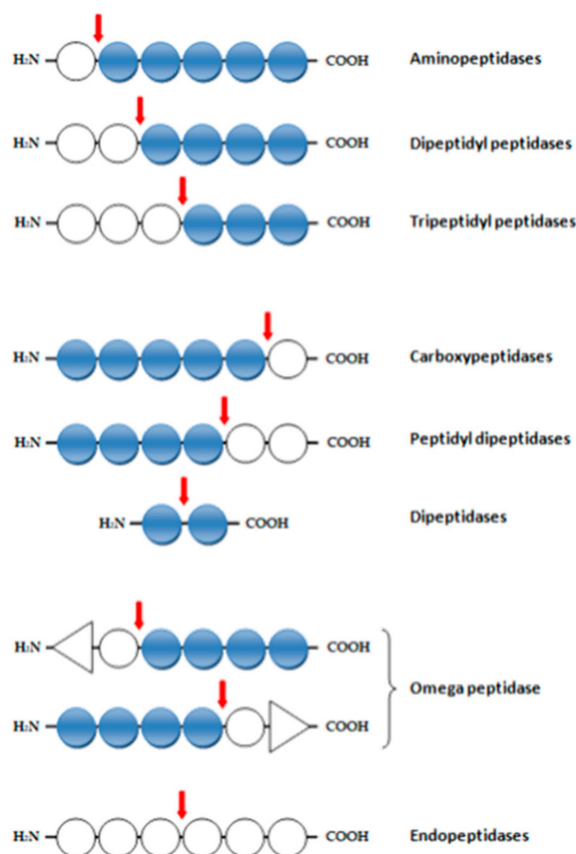 H₂N COOH Aminopeptidases
H₂N COOH Dipeptidyl peptidases
H₂N COOH Tripeptidyl peptidases
H₂N COOH Carboxypeptidases
H₂N COOH Peptidyl dipeptidases
H₂N COOH Dipeptidases
H₂N COOH
Omega peptidase
H₂N COOH
H₂N COOH Endopeptidases